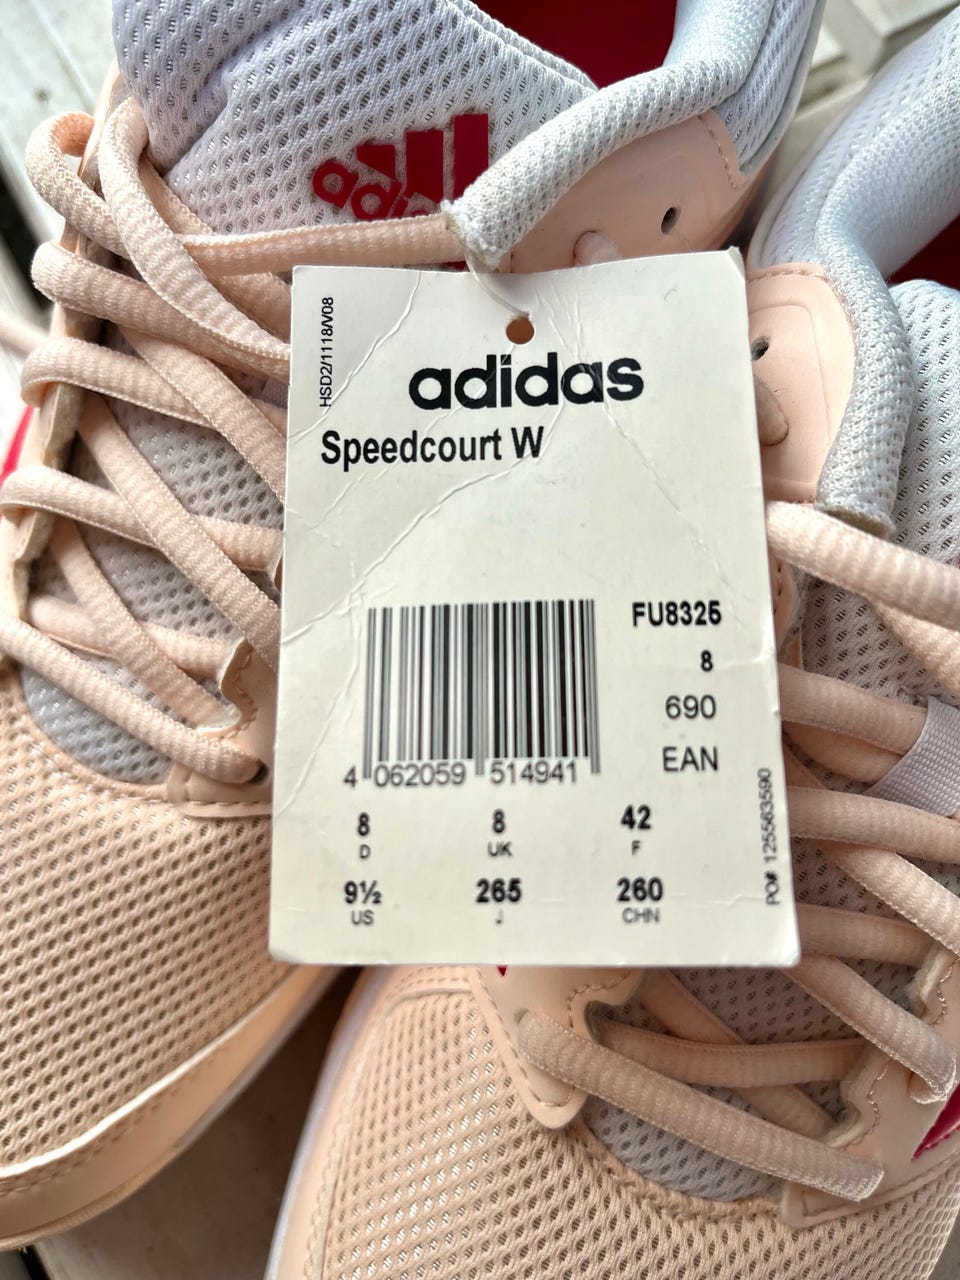 adidas
HSD2/1118/V08
adidas
Speedcourt W
FU8325
8
690
EAN
4 062059 514941
8 8 42
D UK F
9½ 265 260
US J CHN
PO# 125563590